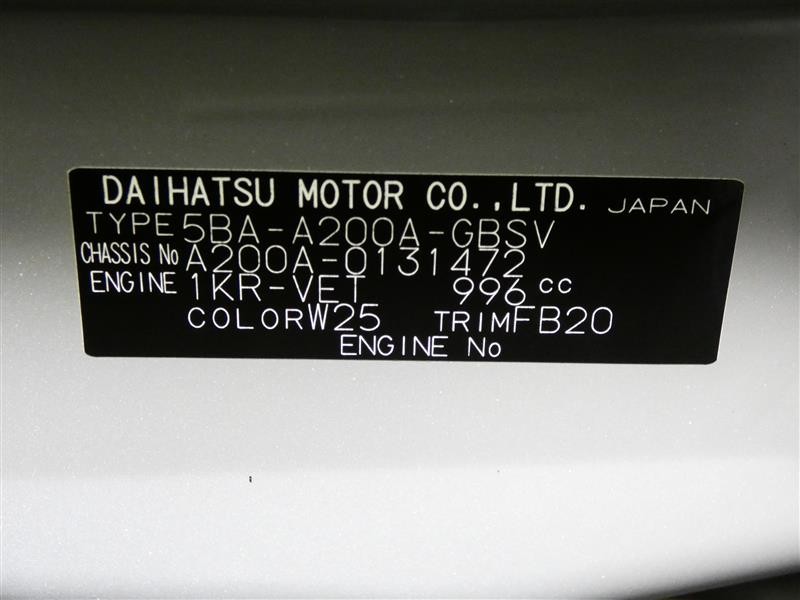 DAIHATSU MOTOR CO.,LTD. JAPAN
TYPE 5BA-A200A-GBSV
CHASSIS No A200A-0131472
ENGINE 1KR-VET 996 cc
COLOR W25 TRIM FB20
ENGINE No